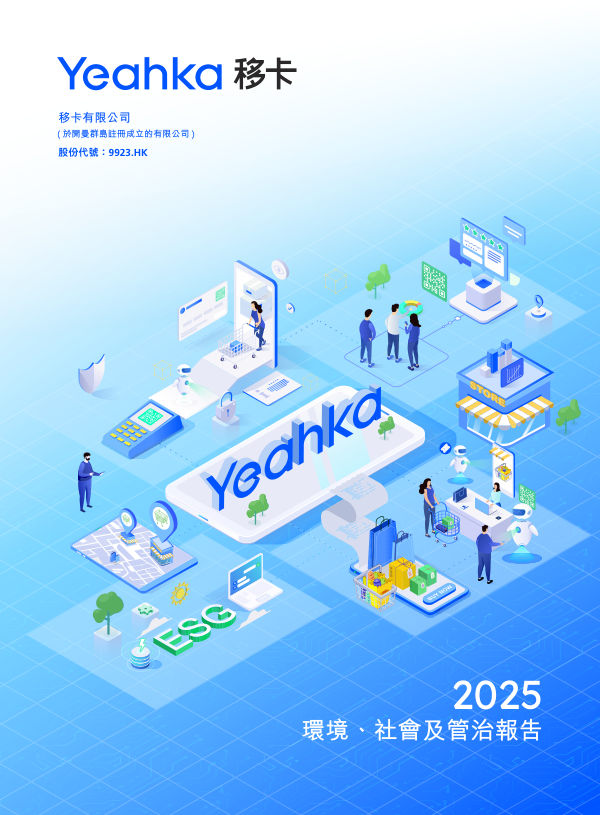 Yeahka 移卡
移卡有限公司
( 於開曼群島註冊成立的有限公司 )
股份代號：9923.HK
STORE
Yeahka
BUY NOW
ESG
2025
環境、社會及管治報告